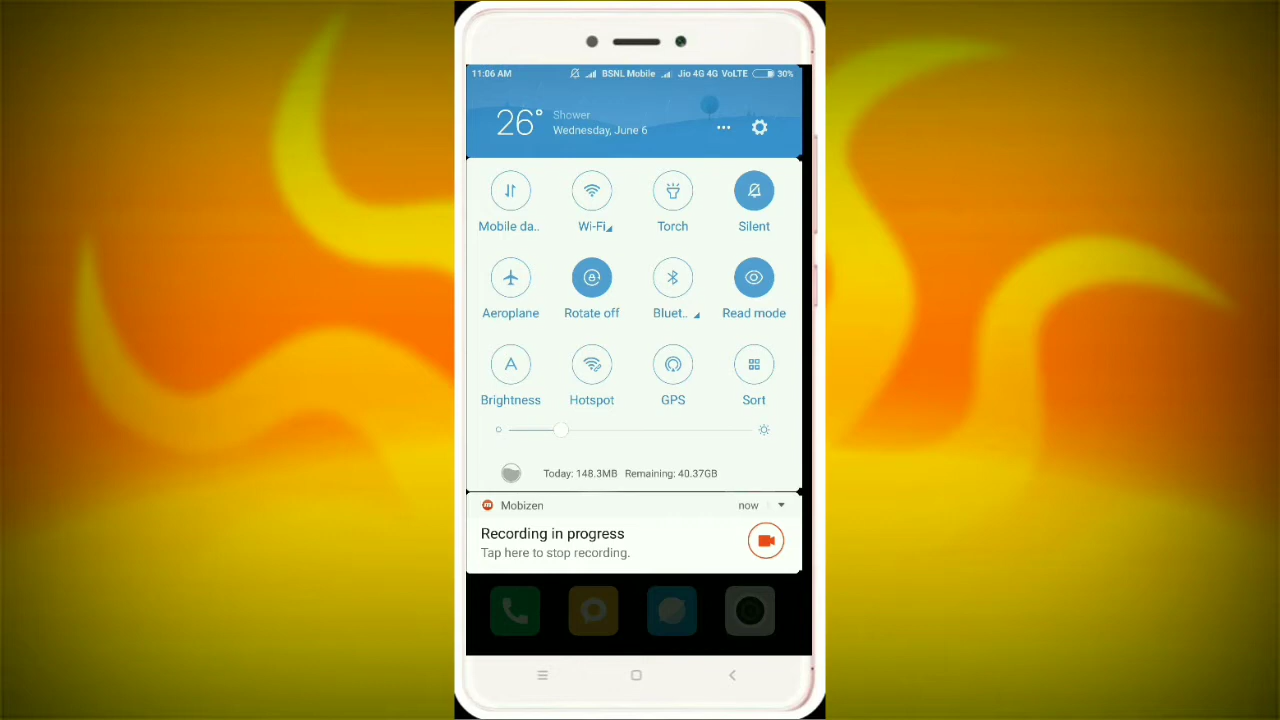 11:06 AM BSNL Mobile Jio 4G 4G VoLTE 30%
26° Shower
Wednesday, June 6
Mobile da.. Wi-Fi Torch Silent
Aeroplane Rotate off Bluet.. Read mode
A
Brightness Hotspot GPS Sort
Today: 148.3MB Remaining: 40.37GB
m Mobizen now
Recording in progress
Tap here to stop recording.